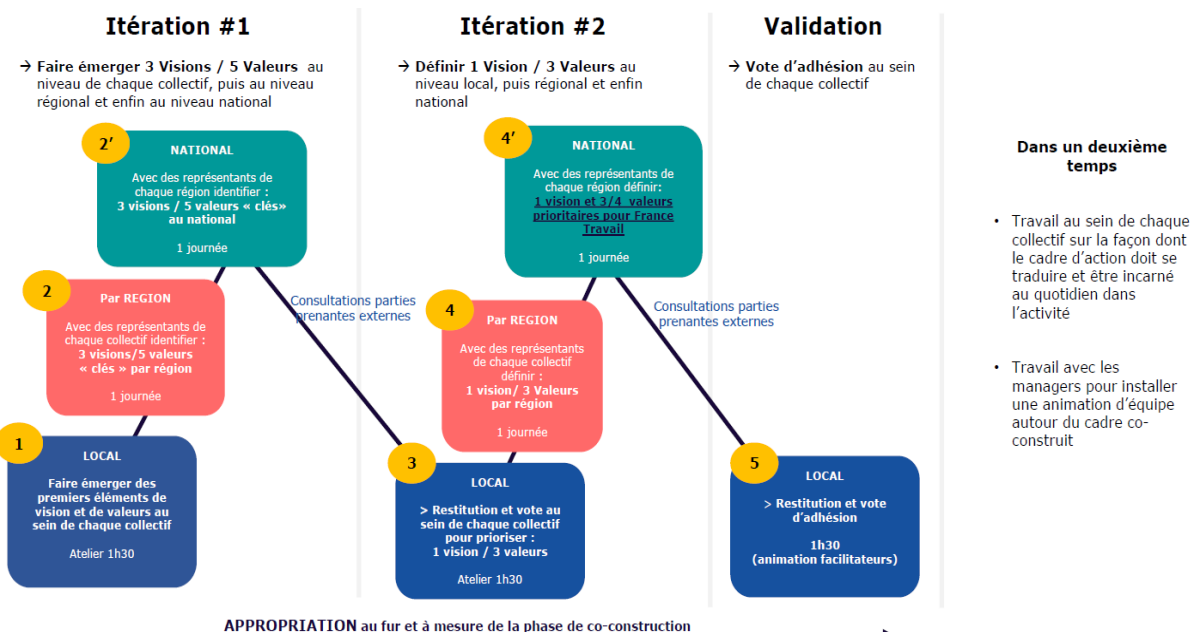 Itération #1
→ Faire émerger 3 Visions / 5 Valeurs au
niveau de chaque collectif, puis au niveau
régional et enfin au niveau national
2’
NATIONAL
Avec des représentants de
chaque région identifier :
3 visions / 5 valeurs « clés»
au national
1 journée
2
Par REGION
Avec des représentants de
chaque collectif identifier :
3 visions/5 valeurs
« clés » par région
1 journée
1
LOCAL
Faire émerger des
premiers éléments de
vision et de valeurs au
sein de chaque collectif
Atelier 1h30
Consultations parties
prenantes externes
Itération #2
→ Définir 1 Vision / 3 Valeurs au
niveau local, puis régional et enfin
national
4’
NATIONAL
Avec des représentants de
chaque région définir:
1 vision et 3/4 valeurs
prioritaires pour France
Travail
1 journée
4
Par REGION
Avec des représentants
de chaque collectif
définir :
1 vision/ 3 Valeurs
par région
1 journée
3
LOCAL
> Restitution et vote au
sein de chaque collectif
pour prioriser :
1 vision / 3 valeurs
Atelier 1h30
Consultations parties
prenantes externes
Validation
→ Vote d’adhésion au sein
de chaque collectif
5
LOCAL
> Restitution et vote
d’adhésion
1h30
(animation facilitateurs)
Dans un deuxième
temps
• Travail au sein de chaque
collectif sur la façon dont
le cadre d’action doit se
traduire et être incarné
au quotidien dans
l’activité
• Travail avec les
managers pour installer
une animation d’équipe
autour du cadre co-
construit
APPROPRIATION au fur et à mesure de la phase de co-construction